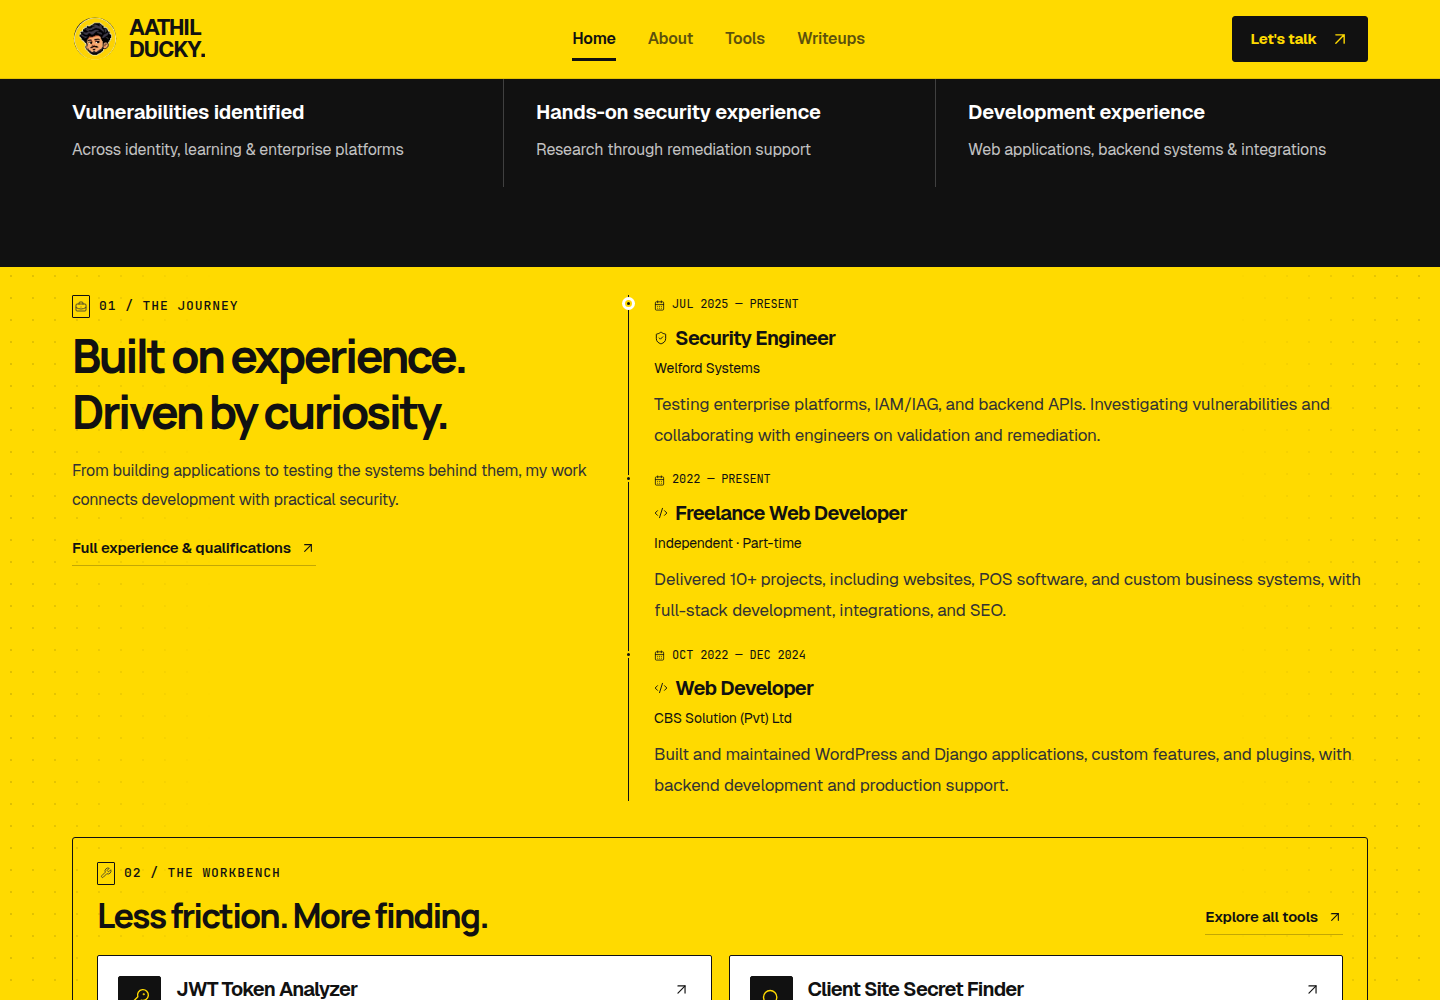 AATHIL
DUCKY.
Home
About
Tools
Writeups
Let's talk
Vulnerabilities identified
Across identity, learning & enterprise platforms
Hands-on security experience
Research through remediation support
Development experience
Web applications, backend systems & integrations
01 / THE JOURNEY
Built on experience.
Driven by curiosity.
From building applications to testing the systems behind them, my work
connects development with practical security.
Full experience & qualifications
JUL 2025 — PRESENT
Security Engineer
Welford Systems
Testing enterprise platforms, IAM/IAG, and backend APIs. Investigating vulnerabilities and
collaborating with engineers on validation and remediation.
2022 — PRESENT
Freelance Web Developer
Independent · Part-time
Delivered 10+ projects, including websites, POS software, and custom business systems, with
full-stack development, integrations, and SEO.
OCT 2022 — DEC 2024
Web Developer
CBS Solution (Pvt) Ltd
Built and maintained WordPress and Django applications, custom features, and plugins, with
backend development and production support.
02 / THE WORKBENCH
Less friction. More finding.
Explore all tools
JWT Token Analyzer
Client Site Secret Finder